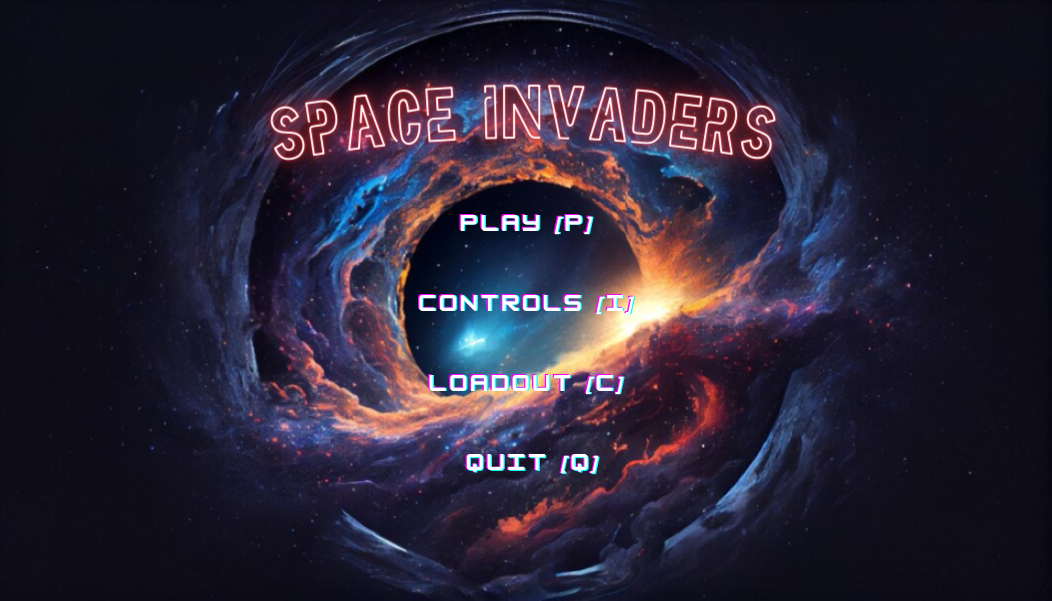 SPACE INVADERS
PLAY [P]
CONTROLS [I]
LOADOUT [C]
QUIT [Q]